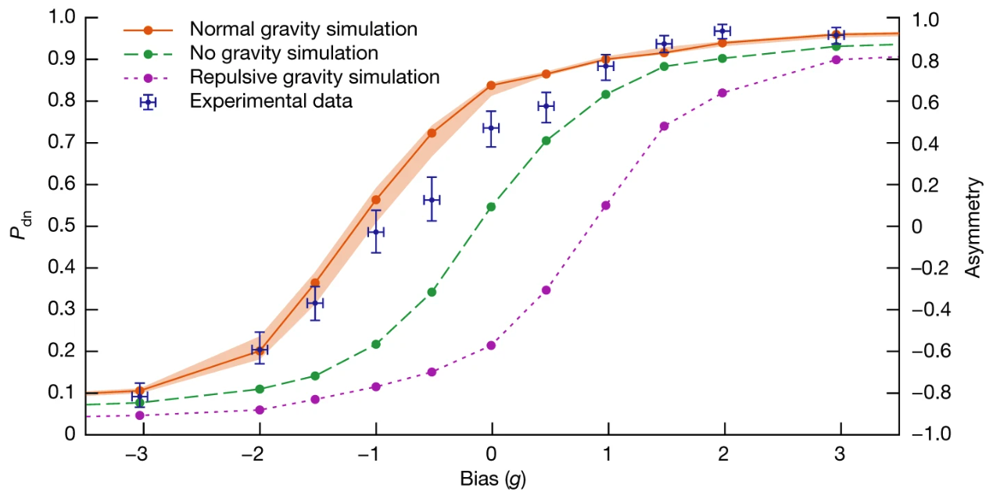 Normal gravity simulation
No gravity simulation
Repulsive gravity simulation
Experimental data
1.0
0.9
0.8
0.7
0.6
0.5
0.4
0.3
0.2
0.1
0
Pdn
1.0
0.8
0.6
0.4
0.2
0
−0.2
−0.4
−0.6
−0.8
−1.0
Asymmetry
−3 −2 −1 0 1 2 3
Bias (g)